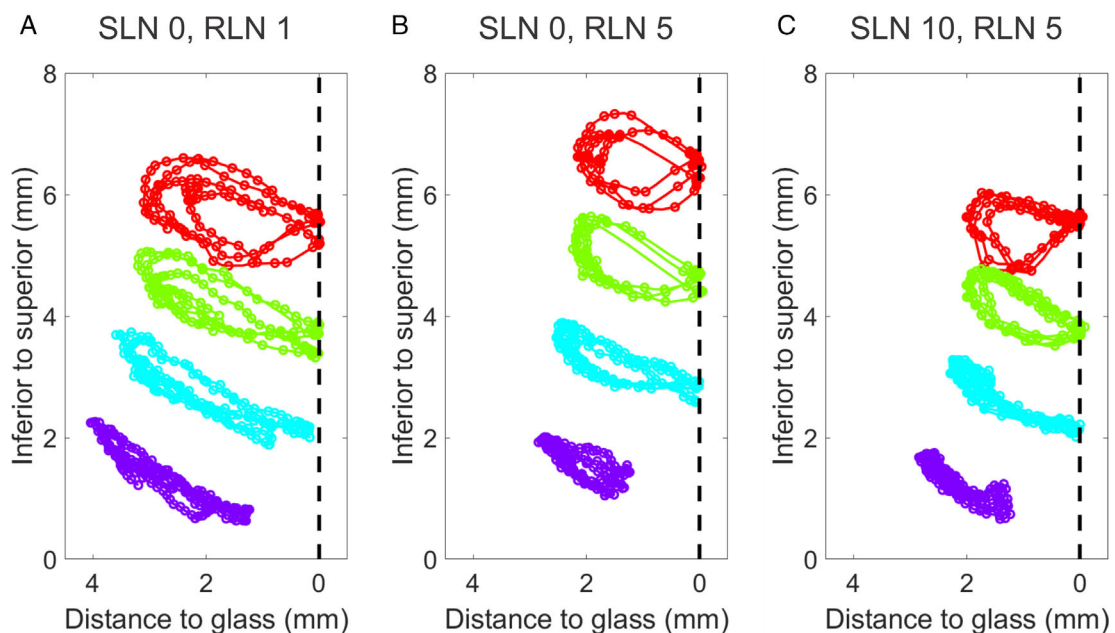 A SLN 0, RLN 1
B SLN 0, RLN 5
C SLN 10, RLN 5
8
6
4
2
0
Inferior to superior (mm)
4 2 0
Distance to glass (mm)
8
6
4
2
0
Inferior to superior (mm)
4 2 0
Distance to glass (mm)
8
6
4
2
0
Inferior to superior (mm)
4 2 0
Distance to glass (mm)